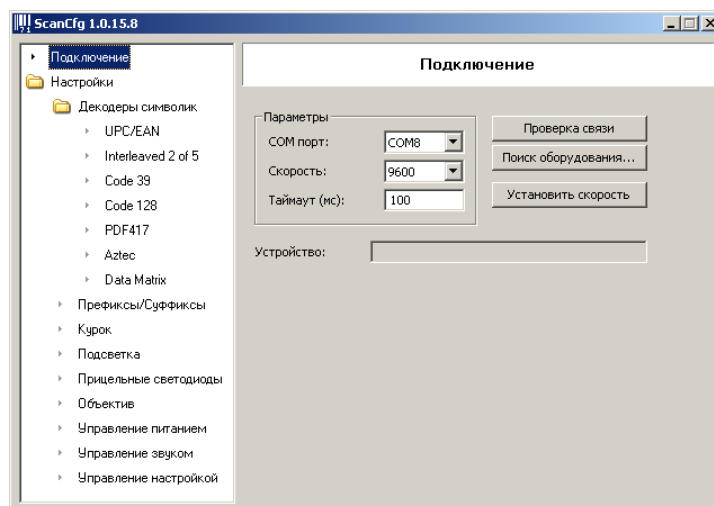 ScanCfg 1.0.15.8
Подключение
Настройки
Декодеры символик
UPC/EAN
Interleaved 2 of 5
Code 39
Code 128
PDF417
Aztec
Data Matrix
Префиксы/Суффиксы
Курок
Подсветка
Прицельные светодиоды
Объектив
Управление питанием
Управление звуком
Управление настройкой
Подключение
Параметры
COM порт: COM8
Скорость: 9600
Таймаут (мс): 100
Проверка связи
Поиск оборудования...
Установить скорость
Устройство: